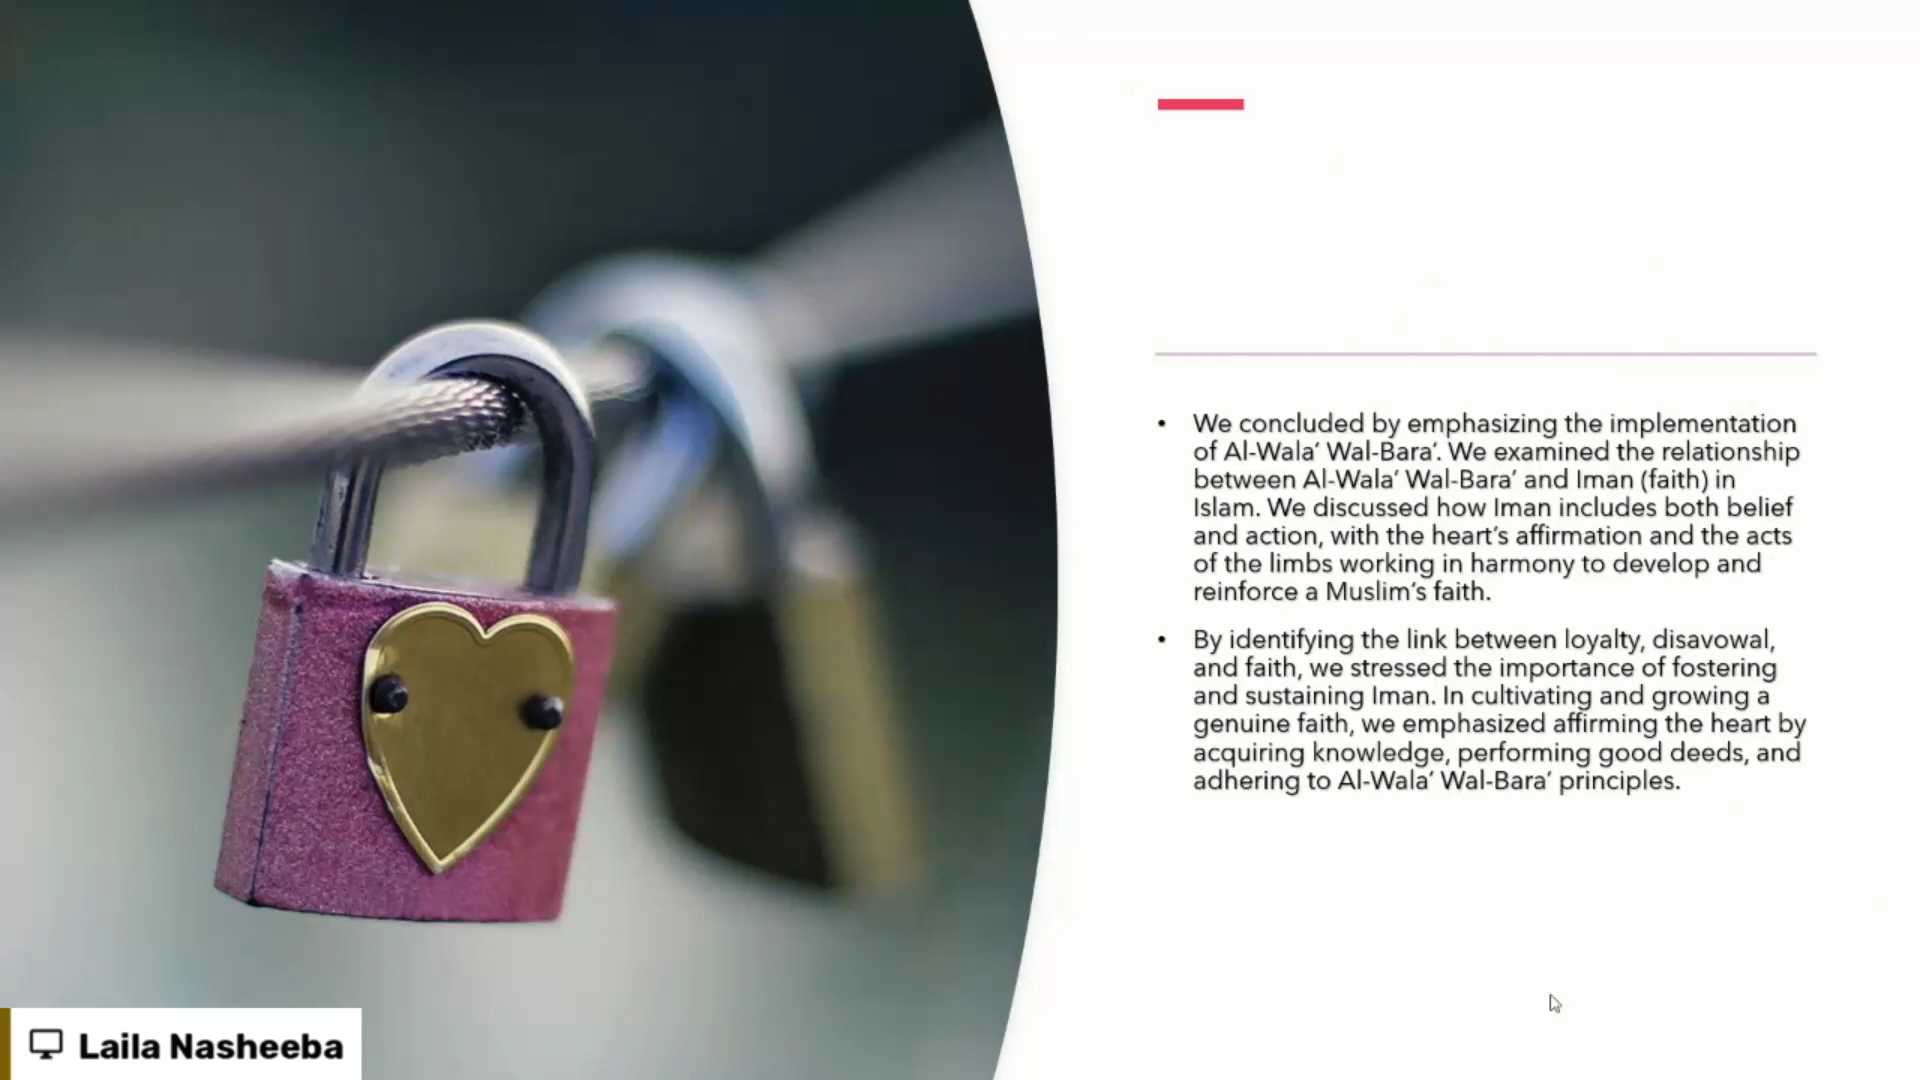 • We concluded by emphasizing the implementation
of Al-Wala’ Wal-Bara’. We examined the relationship
between Al-Wala’ Wal-Bara’ and Iman (faith) in
Islam. We discussed how Iman includes both belief
and action, with the heart’s affirmation and the acts
of the limbs working in harmony to develop and
reinforce a Muslim’s faith.
• By identifying the link between loyalty, disavowal,
and faith, we stressed the importance of fostering
and sustaining Iman. In cultivating and growing a
genuine faith, we emphasized affirming the heart by
acquiring knowledge, performing good deeds, and
adhering to Al-Wala’ Wal-Bara’ principles.
Laila Nasheeba